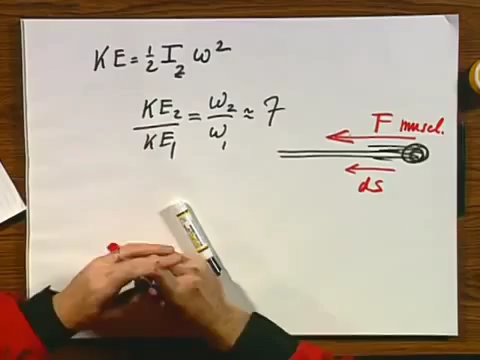 KE = 1/2 I₂ ω²
KE₂/KE₁ = ω₂/ω₁ ≈ 7
F muscl.
ds